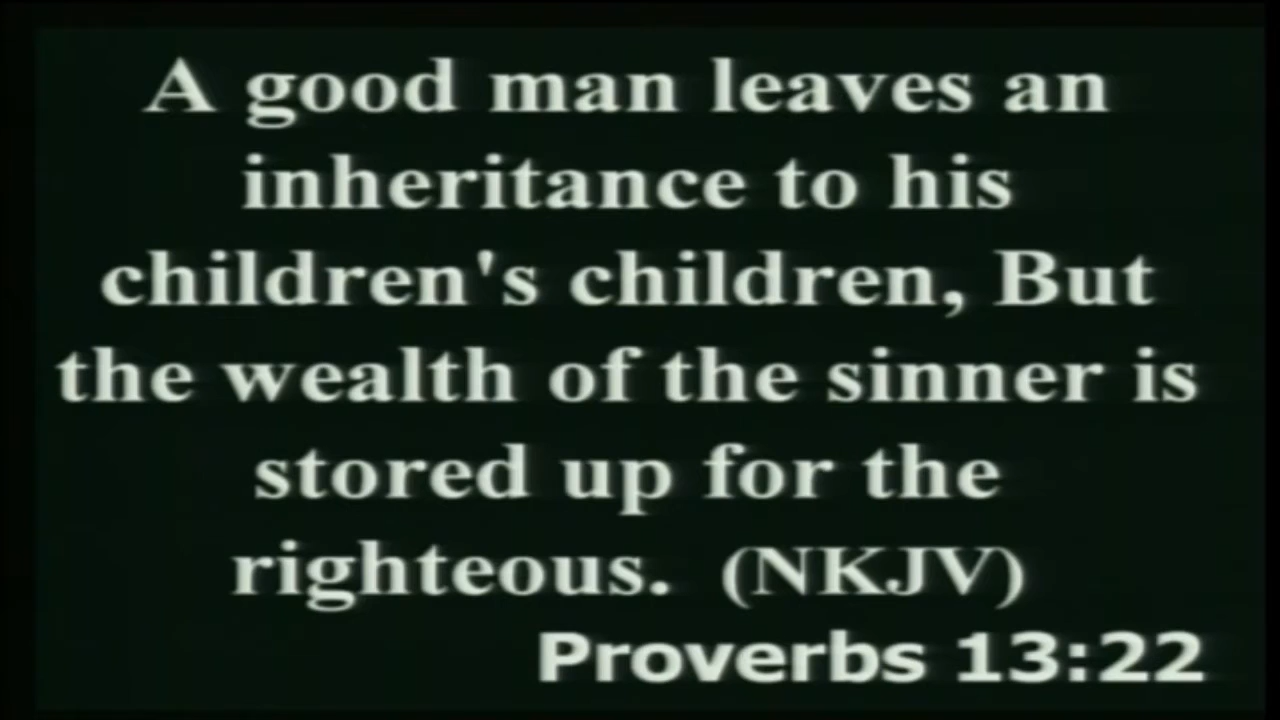 A good man leaves an
inheritance to his
children's children, But
the wealth of the sinner is
stored up for the
righteous. (NKJV)
Proverbs 13:22